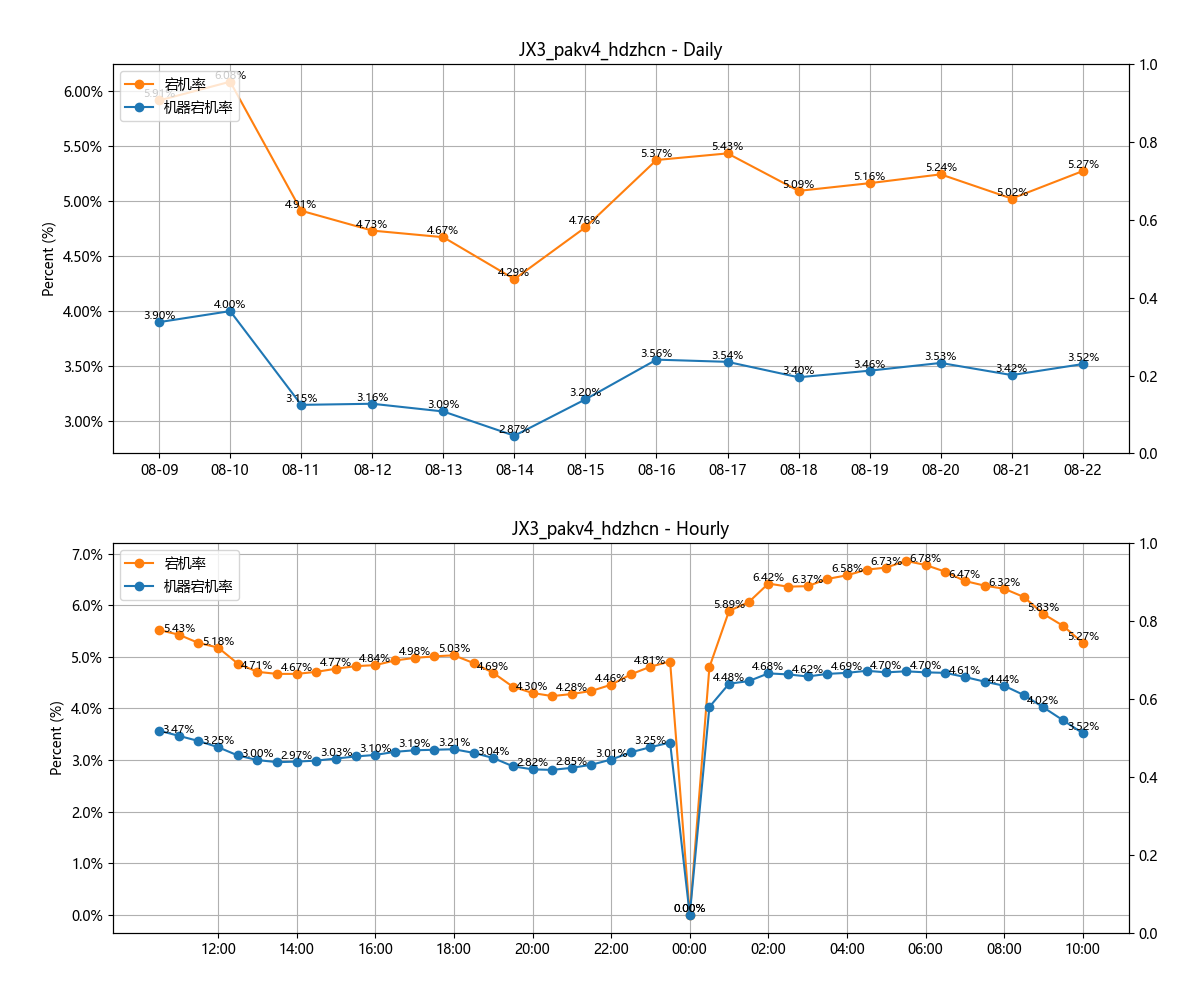 JX3_pakv4_hdzhcn - Daily
宕机率
机器宕机率
Percent (%)
6.00%
5.50%
5.00%
4.50%
4.00%
3.50%
3.00%
1.0
0.8
0.6
0.4
0.2
0.0
5.91% 6.08% 4.91% 4.73% 4.67% 4.29% 4.76% 5.37% 5.43% 5.09% 5.16% 5.24% 5.02% 5.27%
3.90% 4.00% 3.15% 3.16% 3.09% 2.87% 3.20% 3.56% 3.54% 3.40% 3.46% 3.53% 3.42% 3.52%
08-09 08-10 08-11 08-12 08-13 08-14 08-15 08-16 08-17 08-18 08-19 08-20 08-21 08-22
JX3_pakv4_hdzhcn - Hourly
宕机率
机器宕机率
Percent (%)
7.0%
6.0%
5.0%
4.0%
3.0%
2.0%
1.0%
0.0%
1.0
0.8
0.6
0.4
0.2
0.0
5.43% 5.18% 4.71% 4.67% 4.77% 4.84% 4.98% 5.03% 4.69% 4.30% 4.28% 4.46% 4.81% 0.00% 5.89% 6.42% 6.37% 6.58% 6.73% 6.78% 6.47% 6.32% 5.83% 5.27%
3.47% 3.25% 3.00% 2.97% 3.03% 3.10% 3.19% 3.21% 3.04% 2.82% 2.85% 3.01% 3.25% 0.00% 4.48% 4.68% 4.62% 4.69% 4.70% 4.70% 4.61% 4.44% 4.02% 3.52%
12:00 14:00 16:00 18:00 20:00 22:00 00:00 02:00 04:00 06:00 08:00 10:00